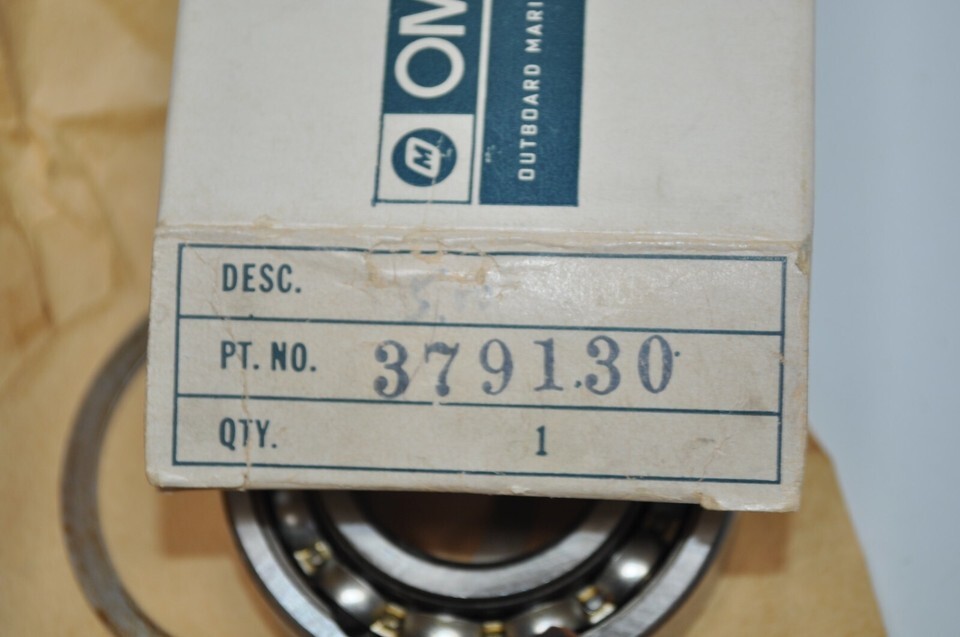 OM
OUTBOARD MARI
DESC.
PT. NO. 379130
QTY. 1